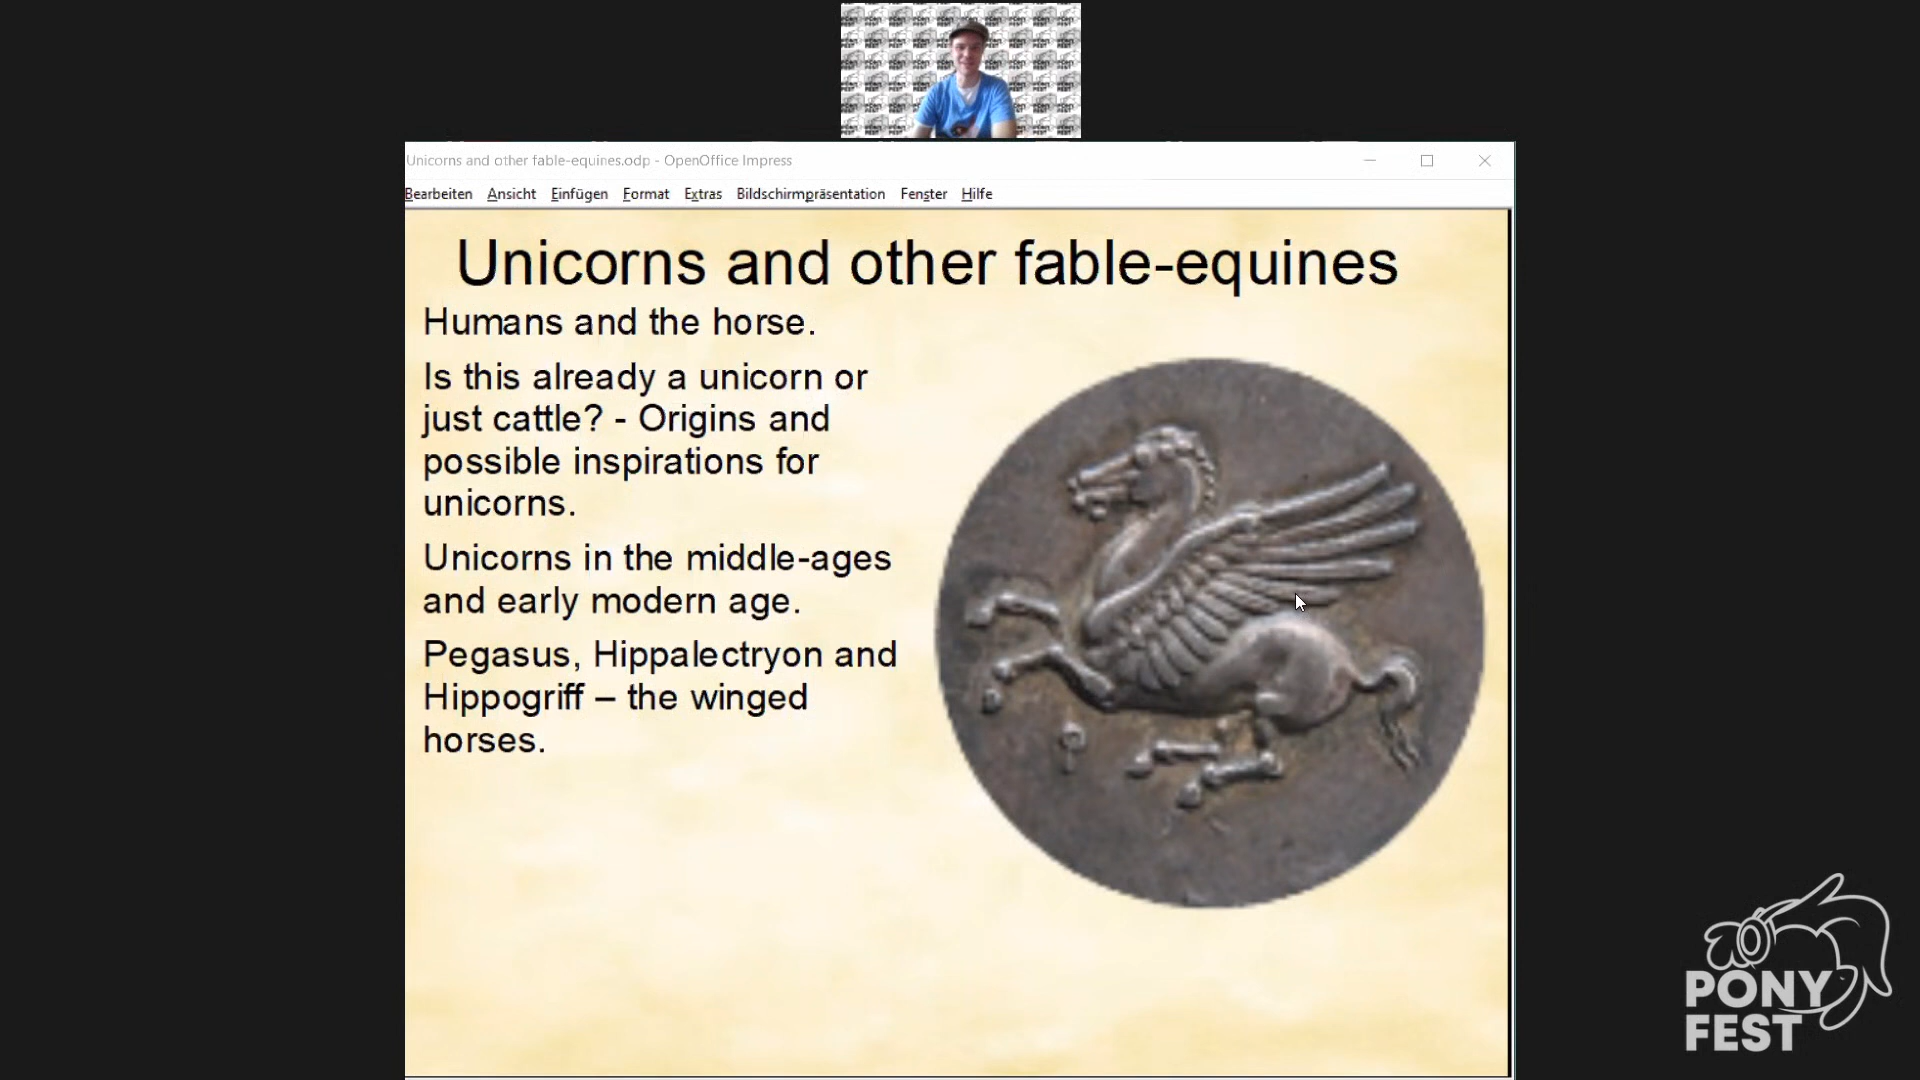 Unicorns and other fable-equines.odp - OpenOffice Impress
Bearbeiten Ansicht Einfügen Format Extras Bildschirmpräsentation Fenster Hilfe
Unicorns and other fable-equines
Humans and the horse.
Is this already a unicorn or
just cattle? - Origins and
possible inspirations for
unicorns.
Unicorns in the middle-ages
and early modern age.
Pegasus, Hippalectryon and
Hippogriff – the winged
horses.
PONY
FEST